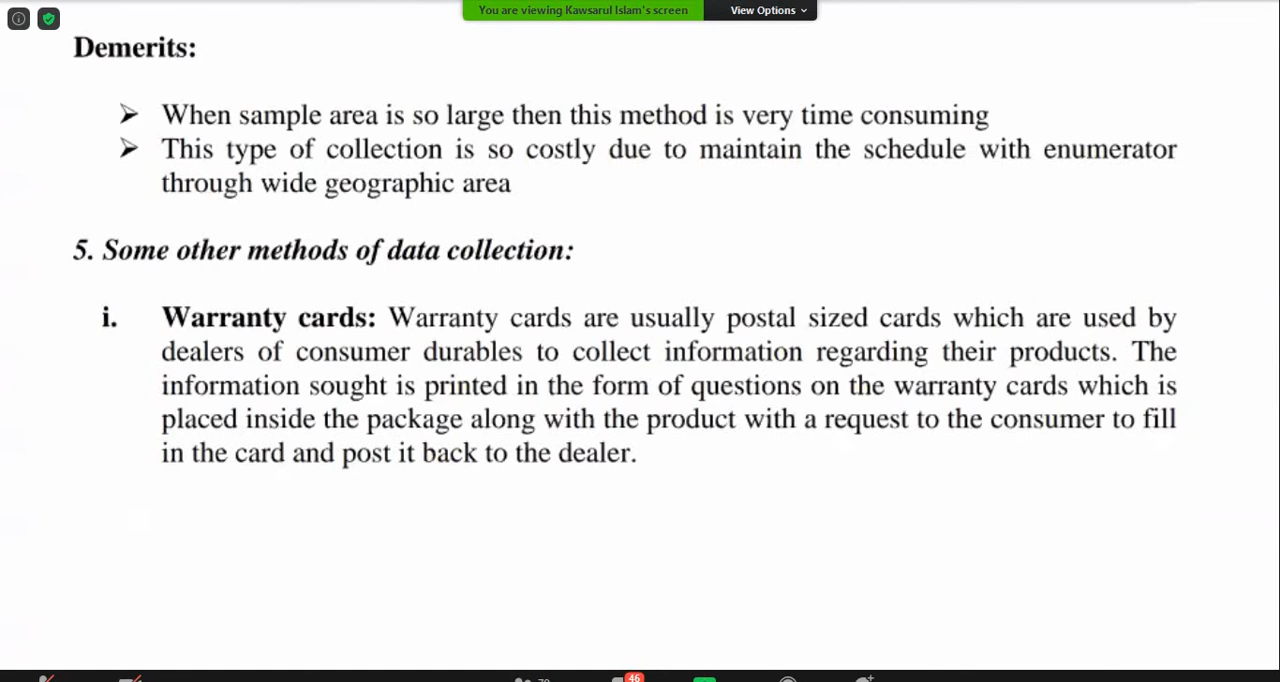 You are viewing Kawsarul Islam's screen View Options
Demerits:
➢ When sample area is so large then this method is very time consuming
➢ This type of collection is so costly due to maintain the schedule with enumerator
through wide geographic area
5. Some other methods of data collection:
i. Warranty cards: Warranty cards are usually postal sized cards which are used by
dealers of consumer durables to collect information regarding their products. The
information sought is printed in the form of questions on the warranty cards which is
placed inside the package along with the product with a request to the consumer to fill
in the card and post it back to the dealer.
46